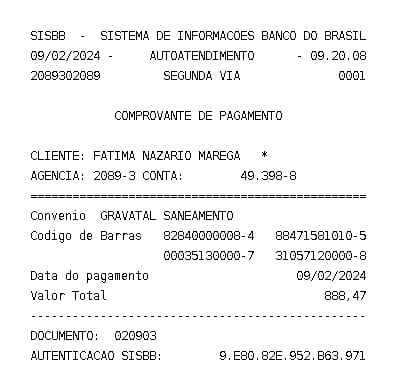 SISBB - SISTEMA DE INFORMACOES BANCO DO BRASIL
09/02/2024 - AUTOATENDIMENTO - 09.20.08
2089302089 SEGUNDA VIA 0001
COMPROVANTE DE PAGAMENTO
CLIENTE: FATIMA NAZARIO MAREGA *
AGENCIA: 2089-3 CONTA: 49.398-8
================================================
Convenio GRAVATAL SANEAMENTO
Codigo de Barras 82840000008-4 88471581010-5
00035130000-7 31057120000-8
Data do pagamento 09/02/2024
Valor Total 888,47
------------------------------------------------
DOCUMENTO: 020903
AUTENTICACAO SISBB: 9.E80.82E.952.B63.971